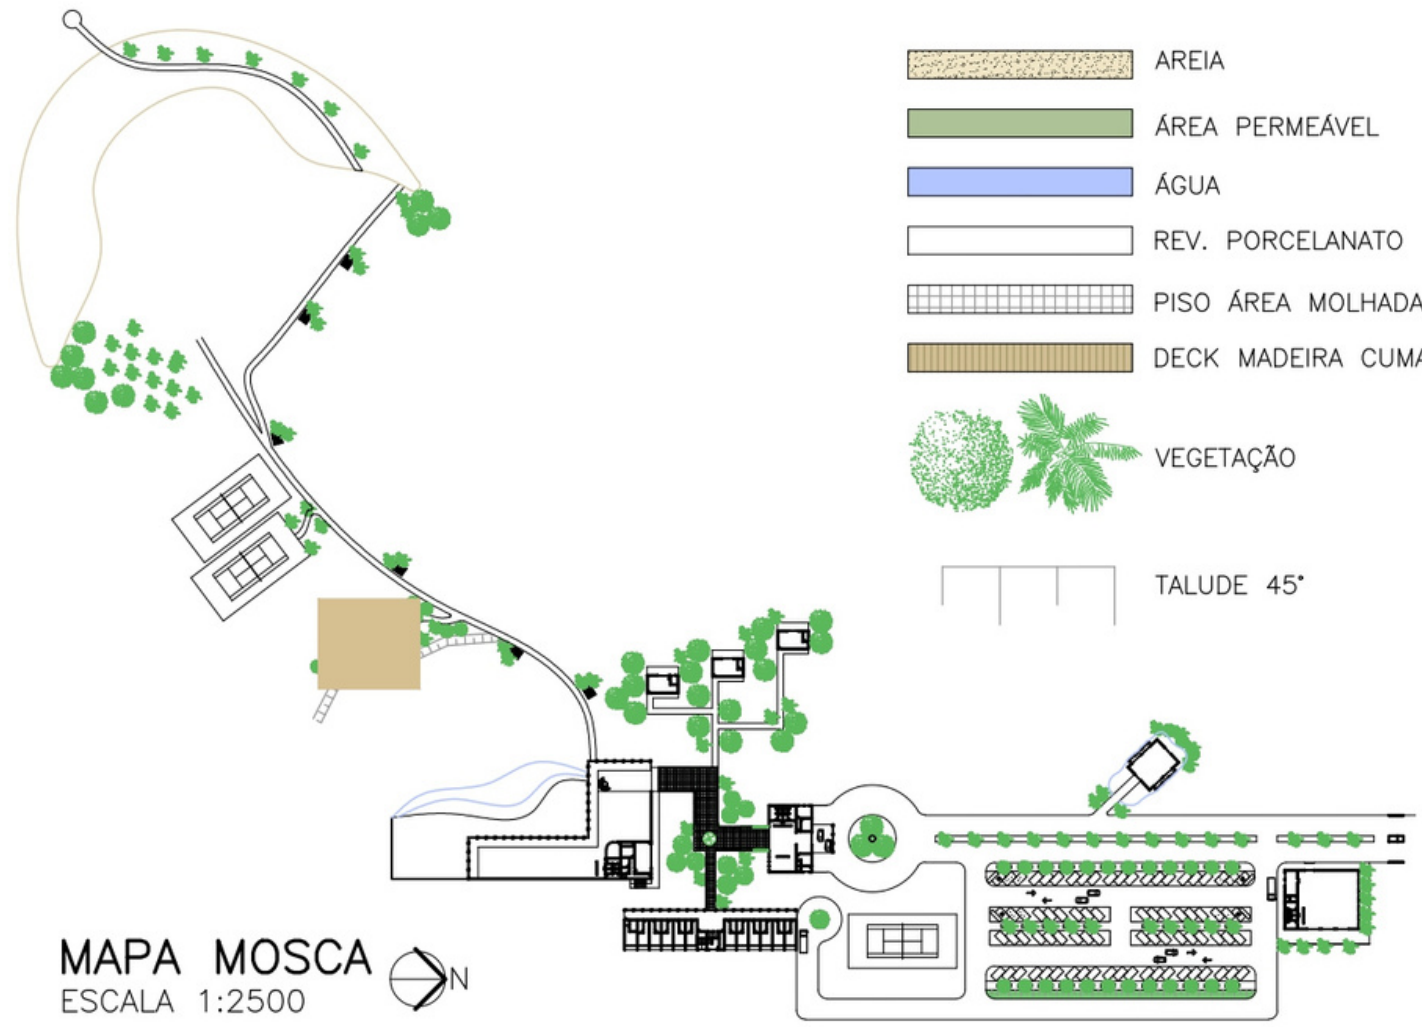 AREIA
ÁREA PERMEÁVEL
ÁGUA
REV. PORCELANATO
PISO ÁREA MOLHADA
DECK MADEIRA CUMA
VEGETAÇÃO
TALUDE 45°
MAPA MOSCA
ESCALA 1:2500
N